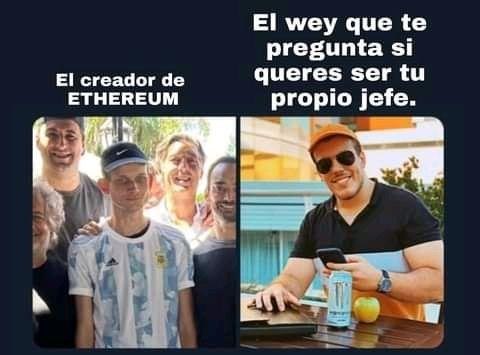 El creador de
ETHEREUM
El wey que te
pregunta si
queres ser tu
propio jefe.